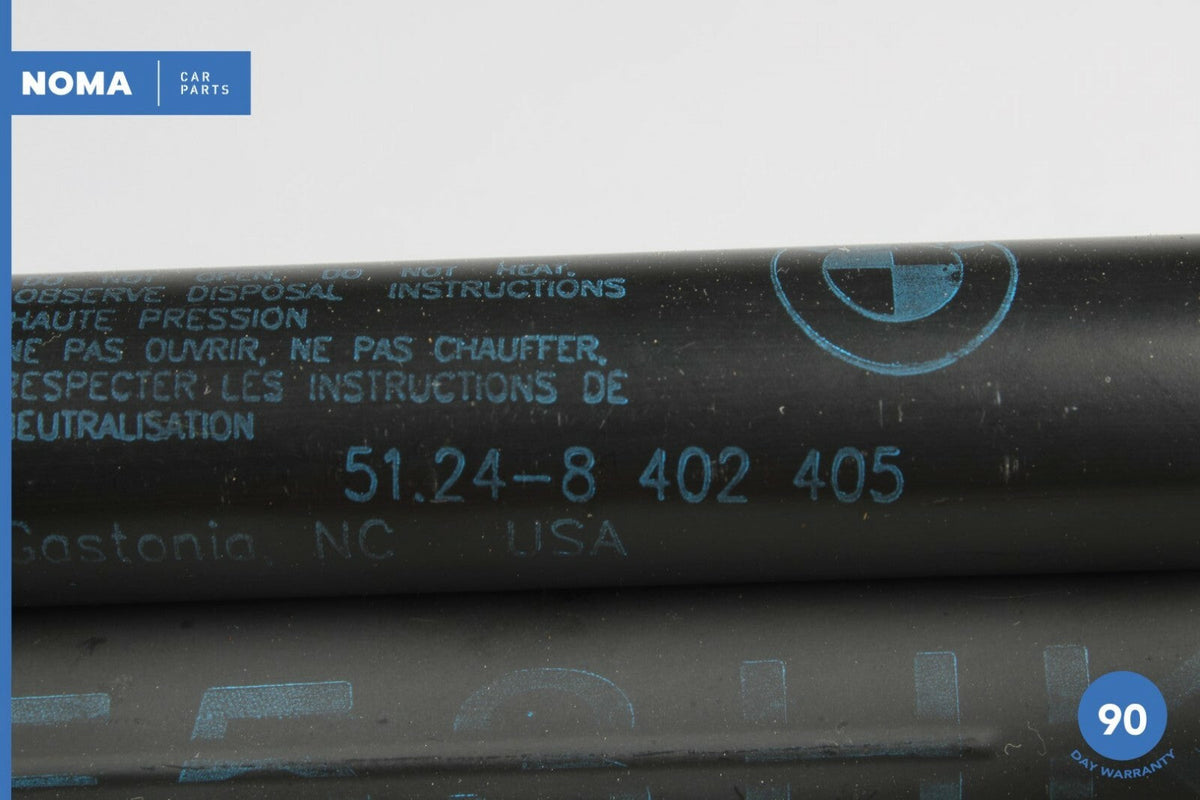 NOMA
CAR
PARTS
DO NOT OPEN. DO NOT HEAT.
OBSERVE DISPOSAL INSTRUCTIONS
HAUTE PRESSION
NE PAS OUVRIR, NE PAS CHAUFFER,
RESPECTER LES INSTRUCTIONS DE
NEUTRALISATION
51.24-8 402 405
Gastonia, NC USA
90
DAY WARRANTY